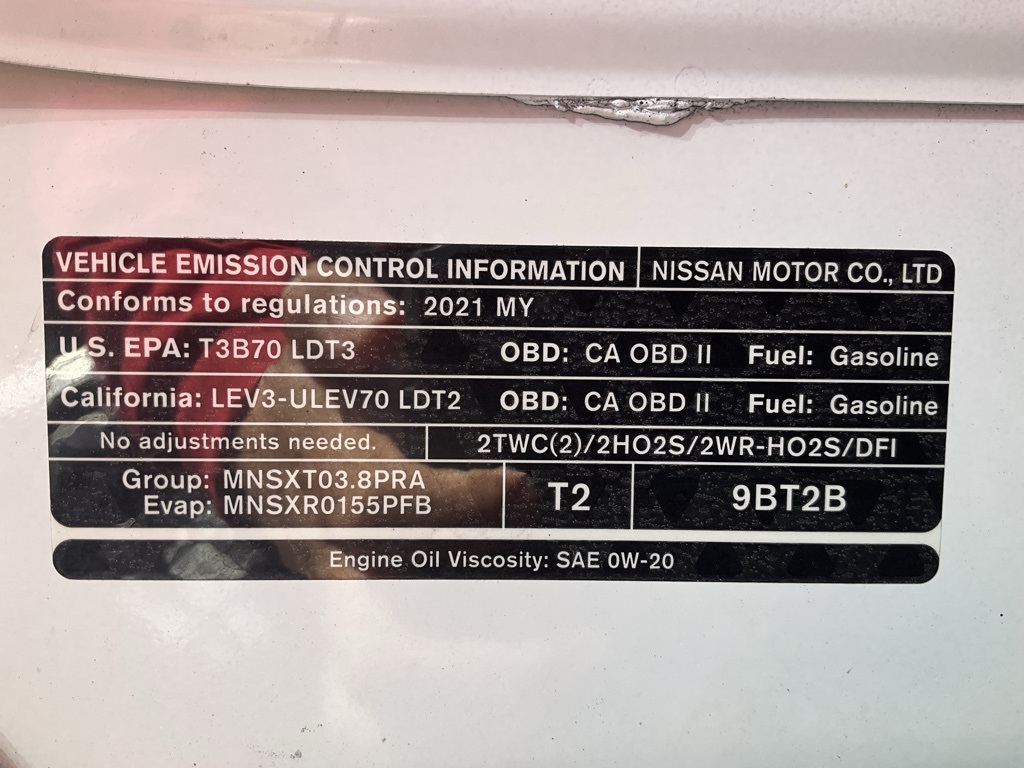 VEHICLE EMISSION CONTROL INFORMATION NISSAN MOTOR CO., LTD
Conforms to regulations: 2021 MY
U.S. EPA: T3B70 LDT3 OBD: CA OBD II Fuel: Gasoline
California: LEV3-ULEV70 LDT2 OBD: CA OBD II Fuel: Gasoline
No adjustments needed. 2TWC(2)/2HO2S/2WR-HO2S/DFI
Group: MNSXT03.8PRA
Evap: MNSXR0155PFB
T2 9BT2B
Engine Oil Viscosity: SAE 0W-20